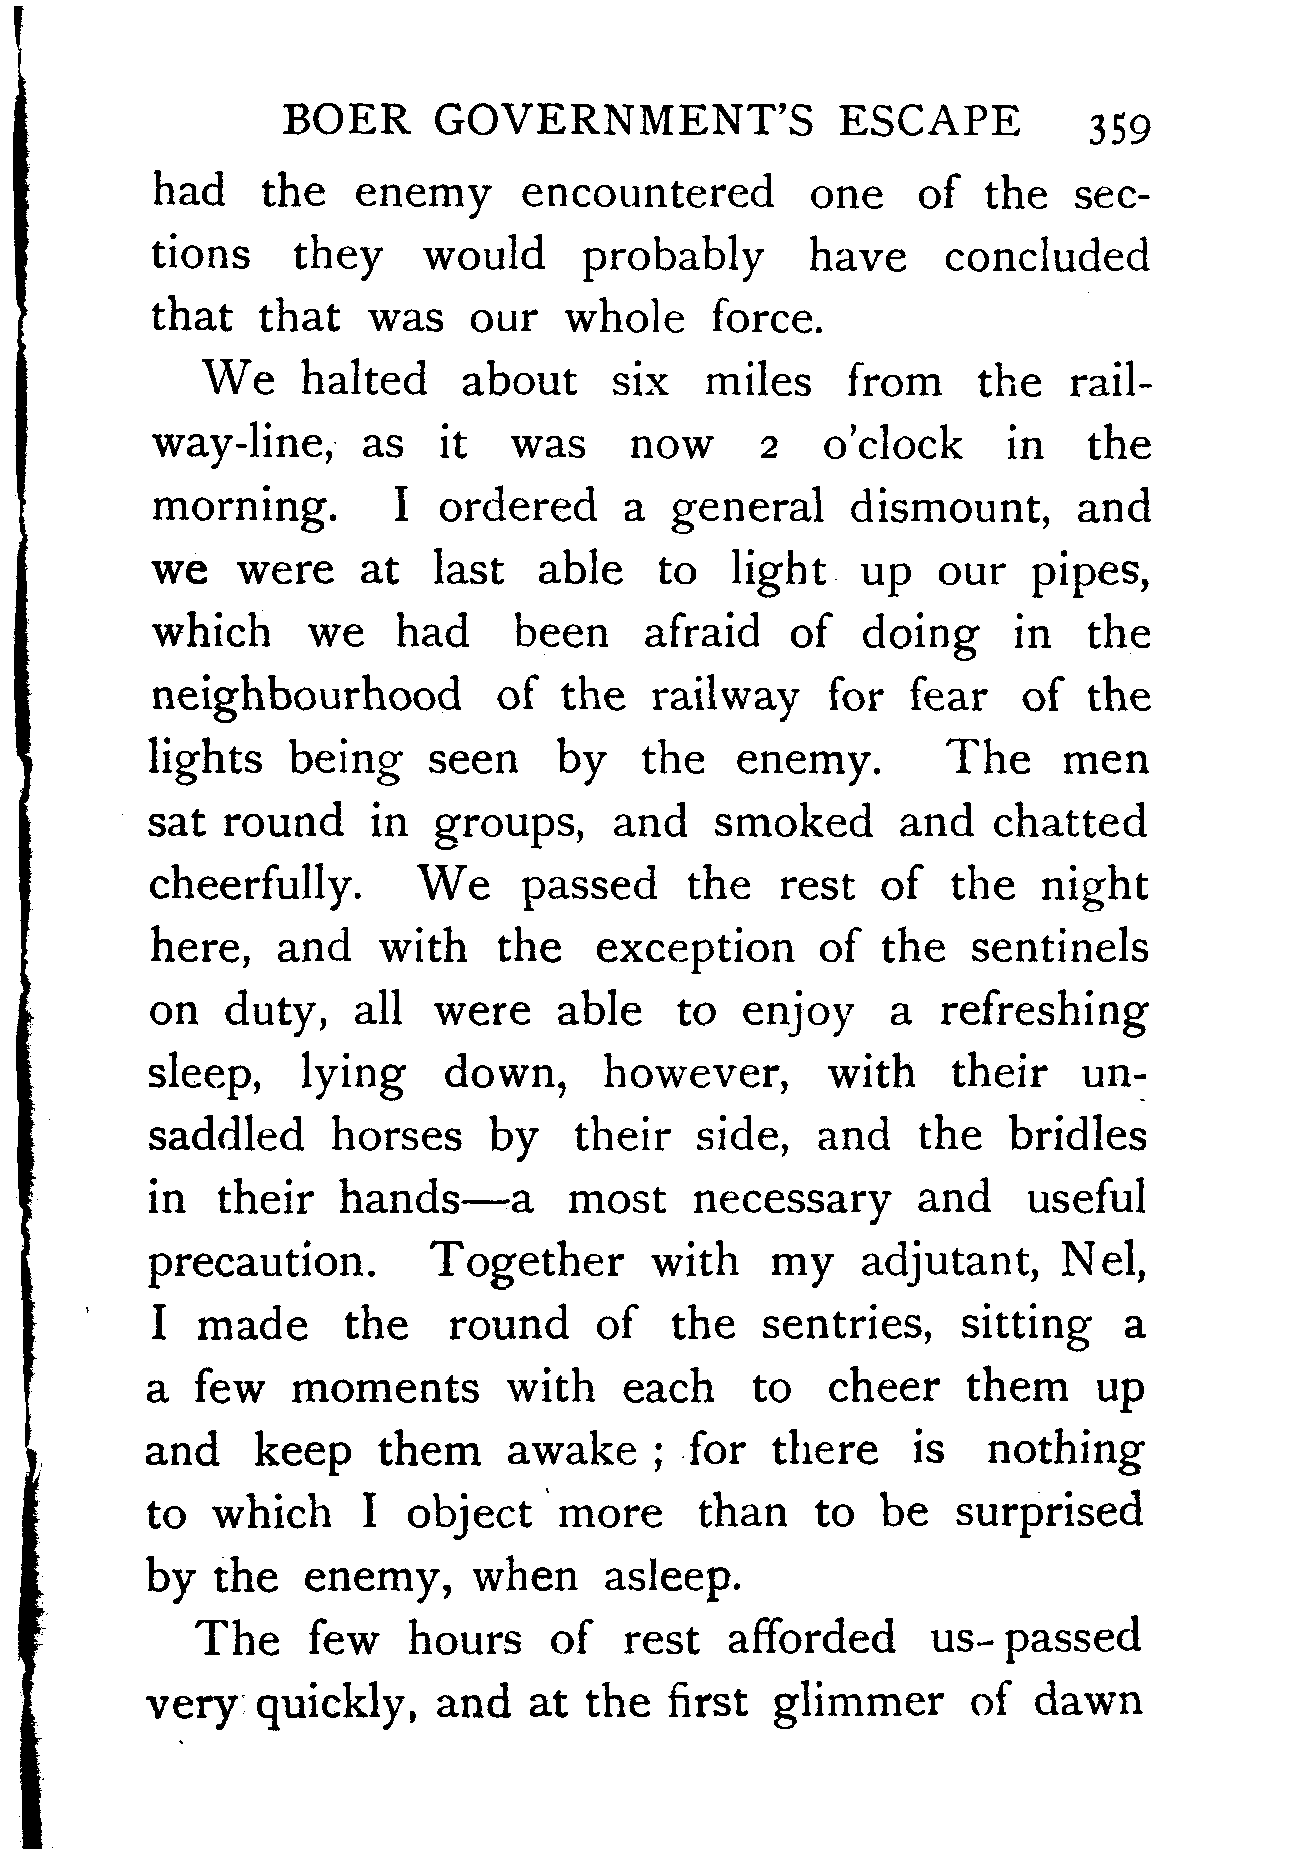 BOER GOVERNMENT'S ESCAPE 359
had the enemy encountered one of the sec-
tions they would probably have concluded
that that was our whole force.
We halted about six miles from the rail-
way-line, as it was now 2 o'clock in the
morning. I ordered a general dismount, and
we were at last able to light up our pipes,
which we had been afraid of doing in the
neighbourhood of the railway for fear of the
lights being seen by the enemy. The men
sat round in groups, and smoked and chatted
cheerfully. We passed the rest of the night
here, and with the exception of the sentinels
on duty, all were able to enjoy a refreshing
sleep, lying down, however, with their un-
saddled horses by their side, and the bridles
in their hands—a most necessary and useful
precaution. Together with my adjutant, Nel,
I made the round of the sentries, sitting a
a few moments with each to cheer them up
and keep them awake ; for there is nothing
to which I object more than to be surprised
by the enemy, when asleep.
The few hours of rest afforded us- passed
very quickly, and at the first glimmer of dawn